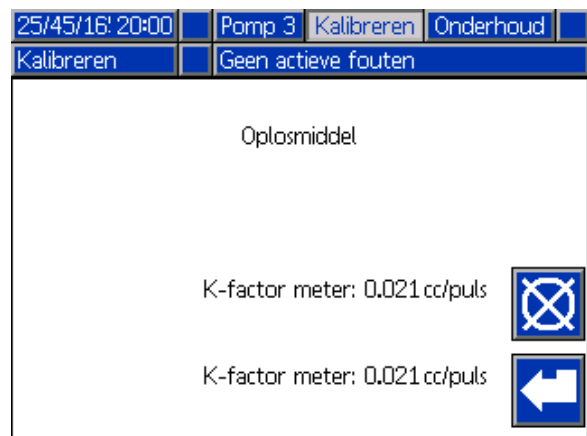 25/45/16' 20:00 Pomp 3 Kalibreren Onderhoud
Kalibreren Geen actieve fouten
Oplosmiddel
K-factor meter: 0.021 cc/puls
K-factor meter: 0.021 cc/puls